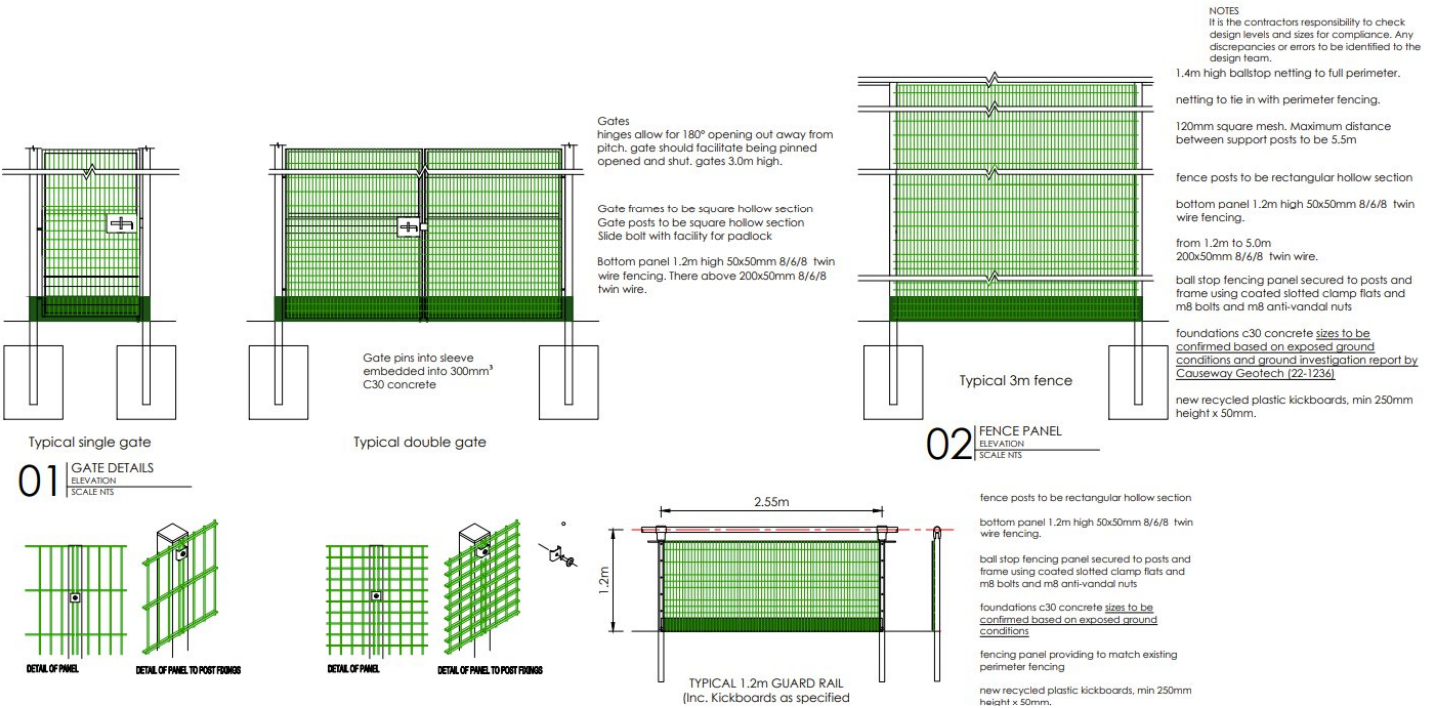 NOTES
It is the contractors responsibility to check
design levels and sizes for compliance. Any
discrepancies or errors to be identified to the
design team.
1.4m high ballstop netting to full perimeter.
netting to tie in with perimeter fencing.
120mm square mesh. Maximum distance
between support posts to be 5.5m
fence posts to be rectangular hollow section
bottom panel 1.2m high 50x50mm 8/6/8 twin
wire fencing.
from 1.2m to 5.0m
200x50mm 8/6/8 twin wire.
ball stop fencing panel secured to posts and
frame using coated slotted clamp flats and
m8 bolts and m8 anti-vandal nuts
foundations c30 concrete sizes to be
confirmed based on exposed ground
conditions and ground investigation report by
Causeway Geotech (22-1236)
new recycled plastic kickboards, min 250mm
height x 50mm.
Gates
hinges allow for 180° opening out away from
pitch. gate should facilitate being pinned
opened and shut. gates 3.0m high.
Gate frames to be square hollow section
Gate posts to be square hollow section
Slide bolt with facility for padlock
Bottom panel 1.2m high 50x50mm 8/6/8 twin
wire fencing. There above 200x50mm 8/6/8
twin wire.
Gate pins into sleeve
embedded into 300mm³
C30 concrete
Typical single gate
Typical double gate
Typical 3m fence
01 GATE DETAILS
ELEVATION
SCALE NTS
02 FENCE PANEL
ELEVATION
SCALE NTS
DETAIL OF PANEL
DETAIL OF PANEL TO POST FIXINGS
DETAIL OF PANEL
DETAIL OF PANEL TO POST FIXINGS
2.55m
1.2m
TYPICAL 1.2m GUARD RAIL
(Inc. Kickboards as specified
fence posts to be rectangular hollow section
bottom panel 1.2m high 50x50mm 8/6/8 twin
wire fencing.
ball stop fencing panel secured to posts and
frame using coated slotted clamp flats and
m8 bolts and m8 anti-vandal nuts
foundations c30 concrete sizes to be
confirmed based on exposed ground
conditions
fencing panel providing to match existing
perimeter fencing
new recycled plastic kickboards, min 250mm
height x 50mm.